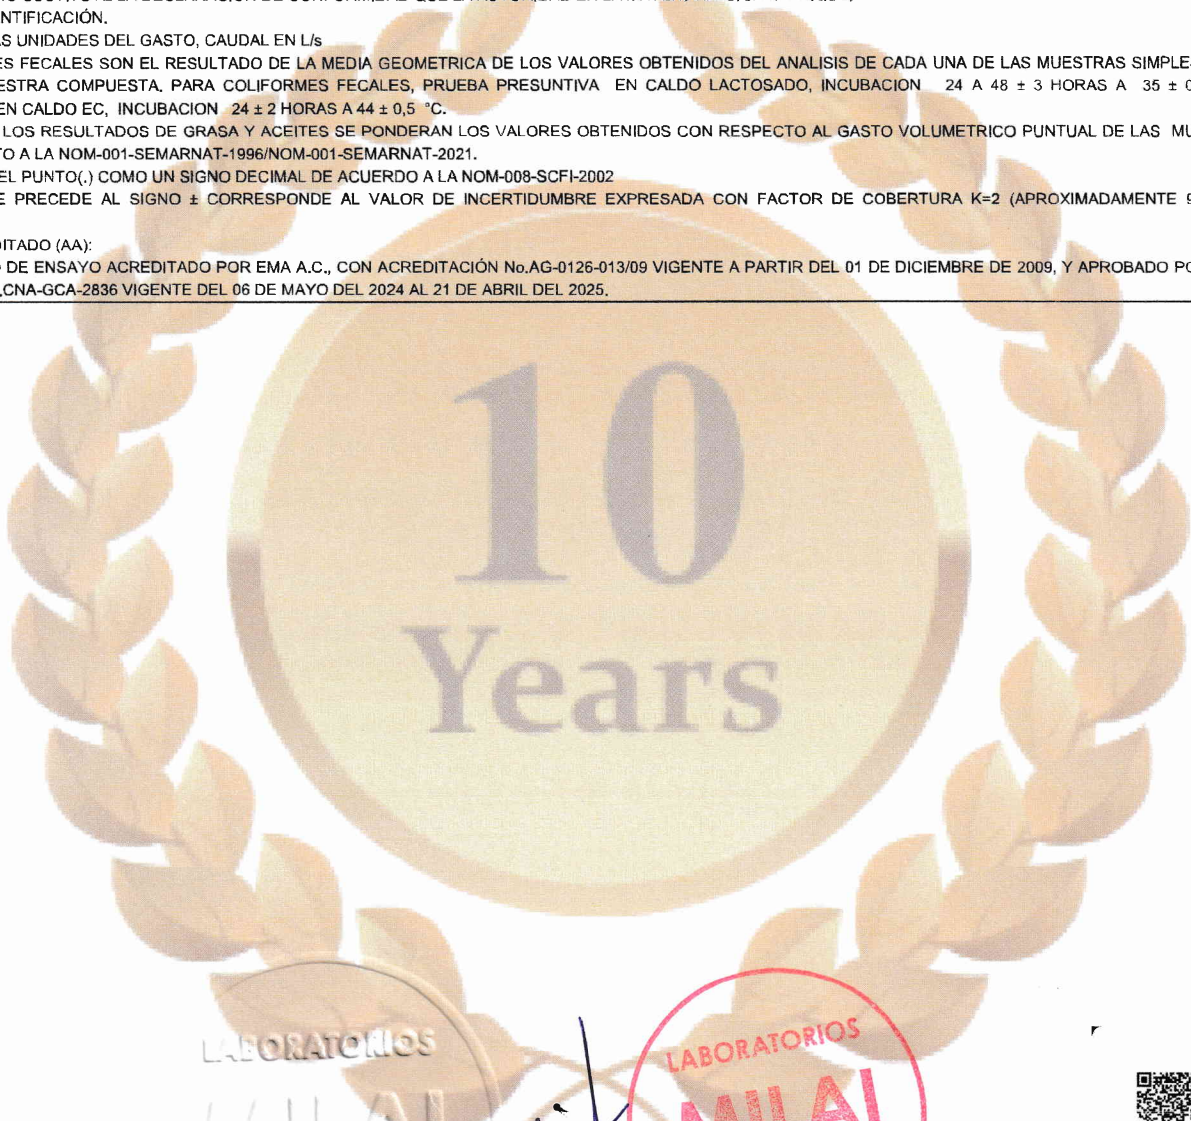 NTIFICACIÓN.
S UNIDADES DEL GASTO, CAUDAL EN L/s
ES FECALES SON EL RESULTADO DE LA MEDIA GEOMETRICA DE LOS VALORES OBTENIDOS DEL ANALISIS DE CADA UNA DE LAS MUESTRAS SIMPLE
ESTRA COMPUESTA. PARA COLIFORMES FECALES, PRUEBA PRESUNTIVA EN CALDO LACTOSADO, INCUBACION 24 A 48 ± 3 HORAS A 35 ± 0
EN CALDO EC, INCUBACION 24 ± 2 HORAS A 44 ± 0,5 °C.
LOS RESULTADOS DE GRASA Y ACEITES SE PONDERAN LOS VALORES OBTENIDOS CON RESPECTO AL GASTO VOLUMETRICO PUNTUAL DE LAS MU
TO A LA NOM-001-SEMARNAT-1996/NOM-001-SEMARNAT-2021.
EL PUNTO(.) COMO UN SIGNO DECIMAL DE ACUERDO A LA NOM-008-SCFI-2002
E PRECEDE AL SIGNO ± CORRESPONDE AL VALOR DE INCERTIDUMBRE EXPRESADA CON FACTOR DE COBERTURA K=2 (APROXIMADAMENTE 9
ITADO (AA):
DE ENSAYO ACREDITADO POR EMA A.C., CON ACREDITACIÓN No.AG-0126-013/09 VIGENTE A PARTIR DEL 01 DE DICIEMBRE DE 2009, Y APROBADO PO
.CNA-GCA-2836 VIGENTE DEL 06 DE MAYO DEL 2024 AL 21 DE ABRIL DEL 2025.
10
Years
LABORATORIOS
MILAI
LABORATORIOS
MILAI